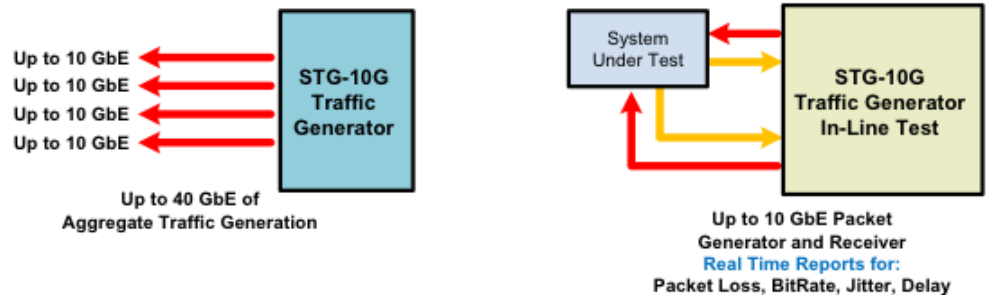 Up to 10 GbE
Up to 10 GbE
Up to 10 GbE
Up to 10 GbE
STG-10G
Traffic
Generator
Up to 40 GbE of
Aggregate Traffic Generation
System
Under Test
STG-10G
Traffic Generator
In-Line Test
Up to 10 GbE Packet
Generator and Receiver
Real Time Reports for:
Packet Loss, BitRate, Jitter, Delay